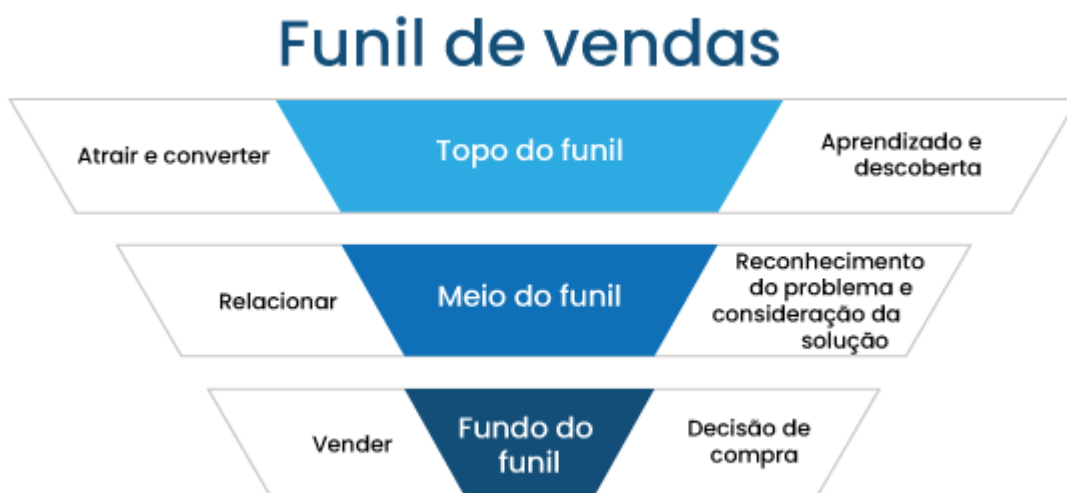 Funil de vendas
Atrair e converter
Topo do funil
Aprendizado e
descoberta
Relacionar
Meio do funil
Reconhecimento
do problema e
consideração da
solução
Vender
Fundo do
funil
Decisão de
compra